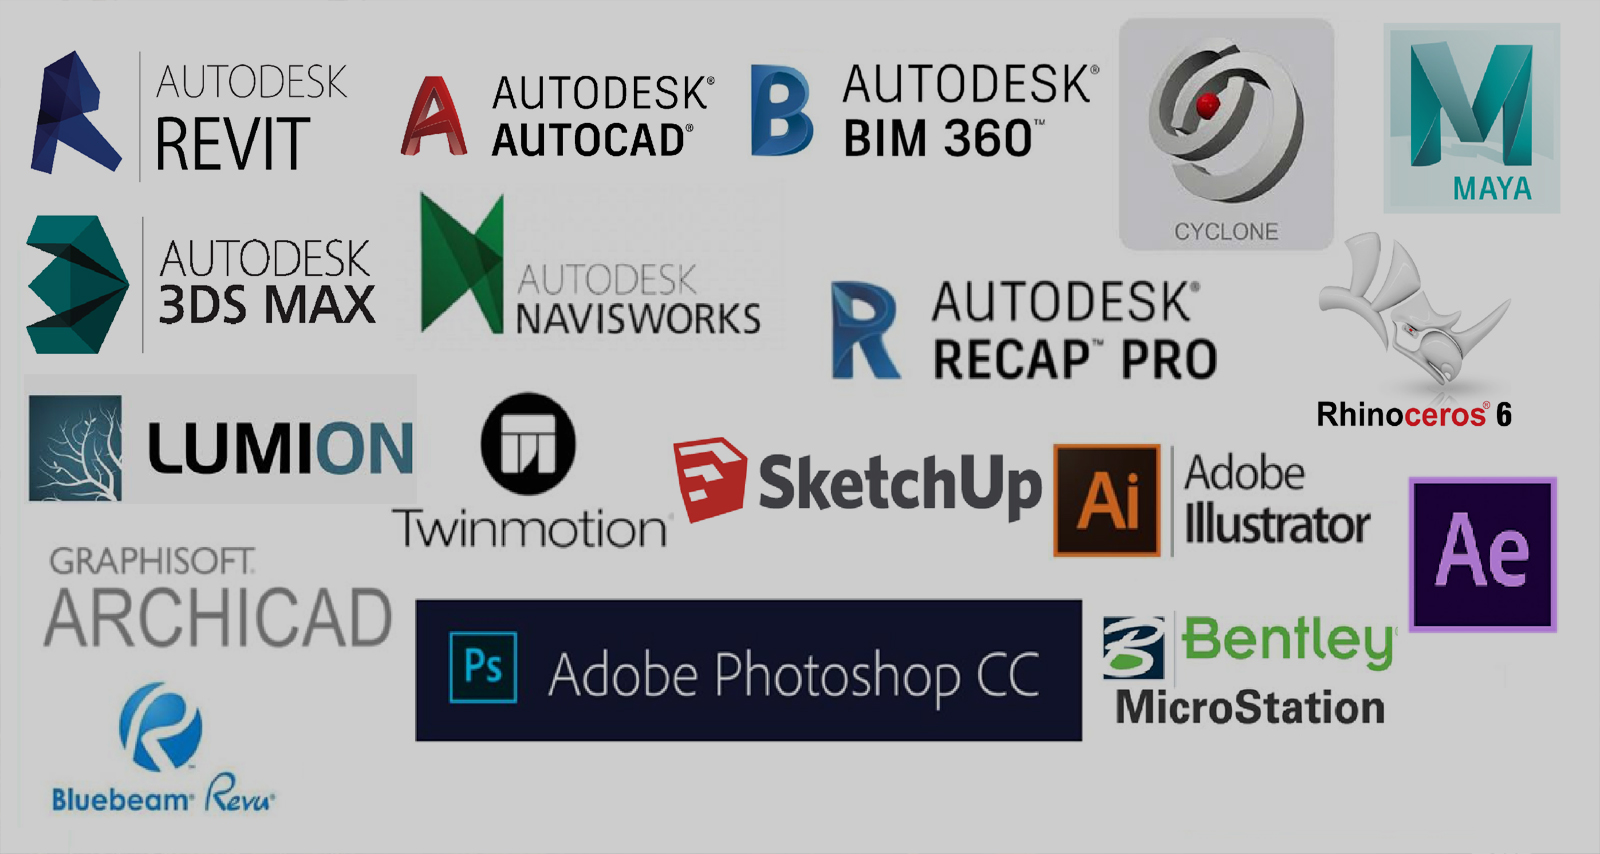 AUTODESK
REVIT
AUTODESK®
AUTOCAD®
AUTODESK®
BIM 360™
CYCLONE
MAYA
AUTODESK
3DS MAX
AUTODESK
NAVISWORKS
AUTODESK®
RECAP™ PRO
Rhinoceros® 6
LUMION
Twinmotion
SketchUp
Ai
Adobe
Illustrator
Ae
GRAPHISOFT®
ARCHICAD
Ps
Adobe Photoshop CC
B
Bentley®
MicroStation
Bluebeam® Revu®